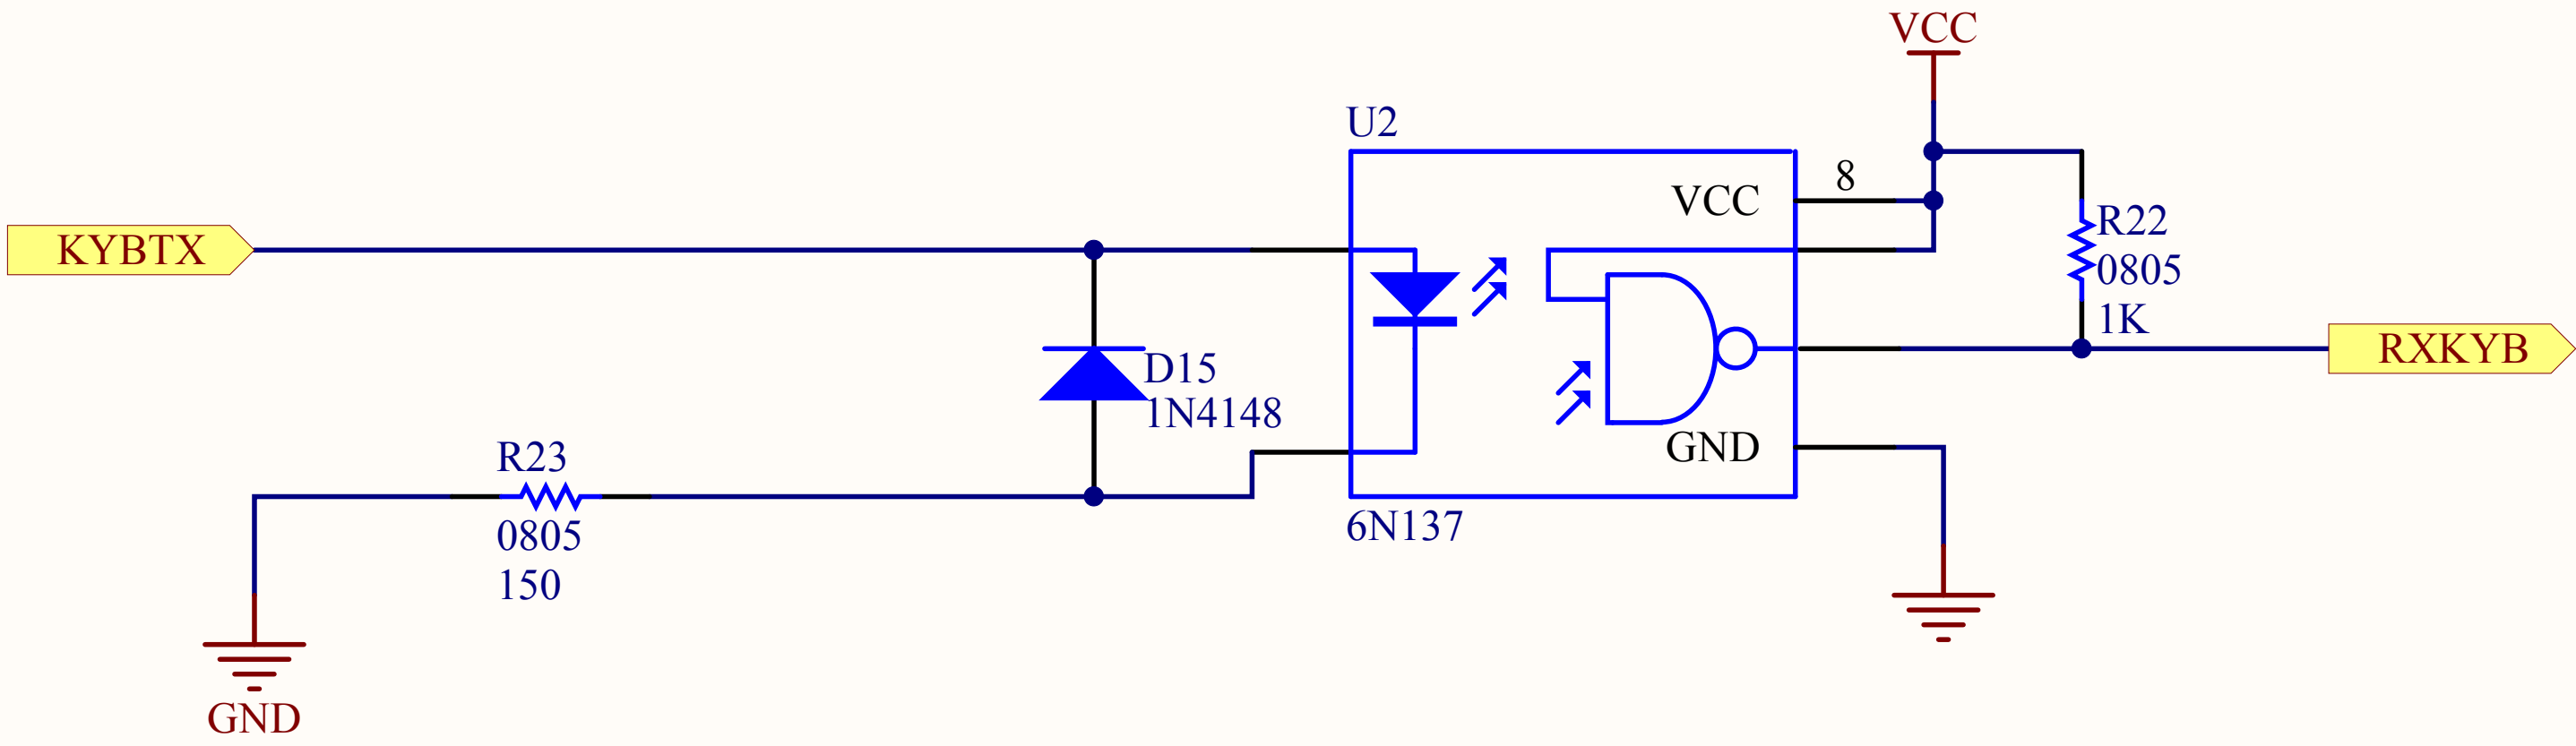 VCC
U2
VCC
8
KYBTX
R22
0805
1K
RXKYB
D15
1N4148
GND
R23
0805
150
6N137
GND